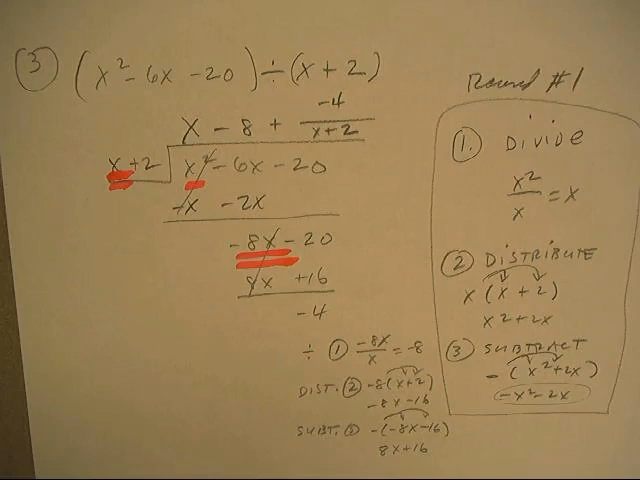 ③ (x² - 6x - 20) ÷ (x + 2)
x - 8 + -4/(x+2)
x+2 x² - 6x - 20
-x - 2x
-8x - 20
8x + 16
-4
÷ ① -8x/x = -8
DIST. ② -8(x+2)
-8x-16
SUBT. ③ -(-8x-16)
8x+16
Round #1
①. DIVIDE
x²/x = x
② DISTRIBUTE
x (x + 2)
x² + 2x
③ SUBTRACT
-(x² + 2x)
-x² - 2x